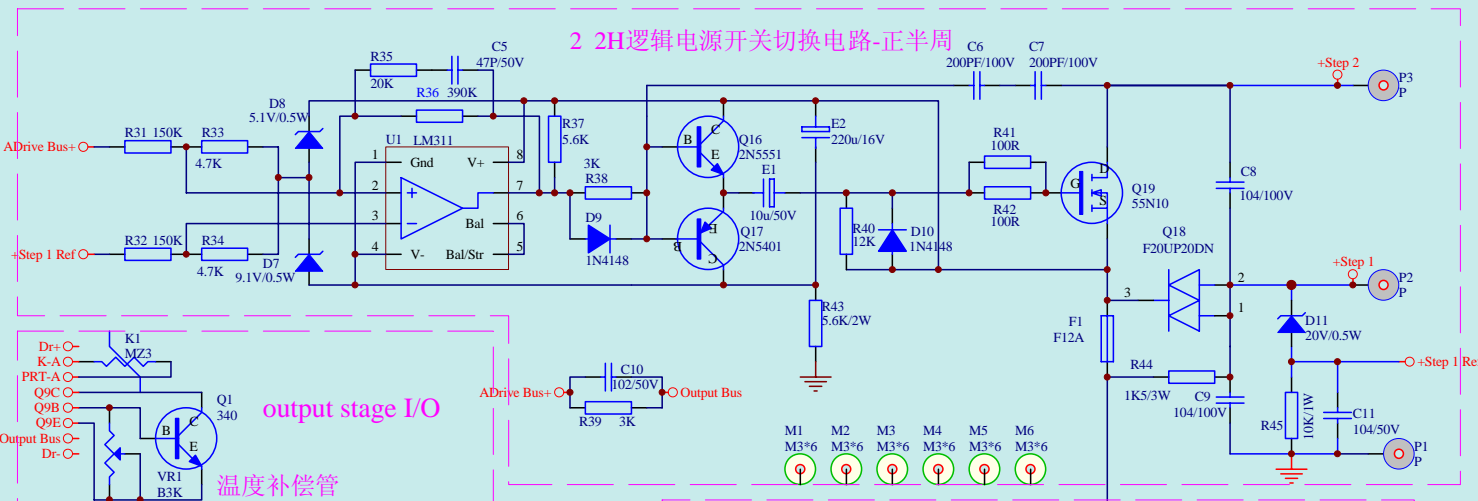 2 2H逻辑电源开关切换电路-正半周
R35
20K
C5
47P/50V
R36 390K
D8
5.1V/0.5W
ADrive Bus+
R31 150K
R33
4.7K
+Step 1 Ref
R32 150K
R34
4.7K
D7
9.1V/0.5W
U1 LM311
1 Gnd V+ 8
2 7
3 Bal 6
4 V- Bal/Str 5
R37
5.6K
3K
R38
D9
1N4148
B C E
Q16
2N5551
B E C
Q17
2N5401
E1
10u/50V
E2
220u/16V
R43
5.6K/2W
R40
12K
D10
1N4148
C6
200PF/100V
C7
200PF/100V
R41
100R
R42
100R
G D S
Q19
55N10
Q18
F20UP20DN
3 2 1
C8
104/100V
+Step 2
P3
P
+Step 1
P2
P
F1
F12A
R44
1K5/3W
C9
104/100V
D11
20V/0.5W
+Step 1 Ref
R45
10K/1W
C11
104/50V
P1
P
ADrive Bus+
C10
102/50V
R39 3K
Output Bus
M1
M3*6
M2
M3*6
M3
M3*6
M4
M3*6
M5
M3*6
M6
M3*6
Dr+
K-A
PRT-A
Q9C
Q9B
Q9E
Output Bus
Dr-
K1
MZ3
Q1
340
B C E
VR1
B3K
output stage I/O
温度补偿管